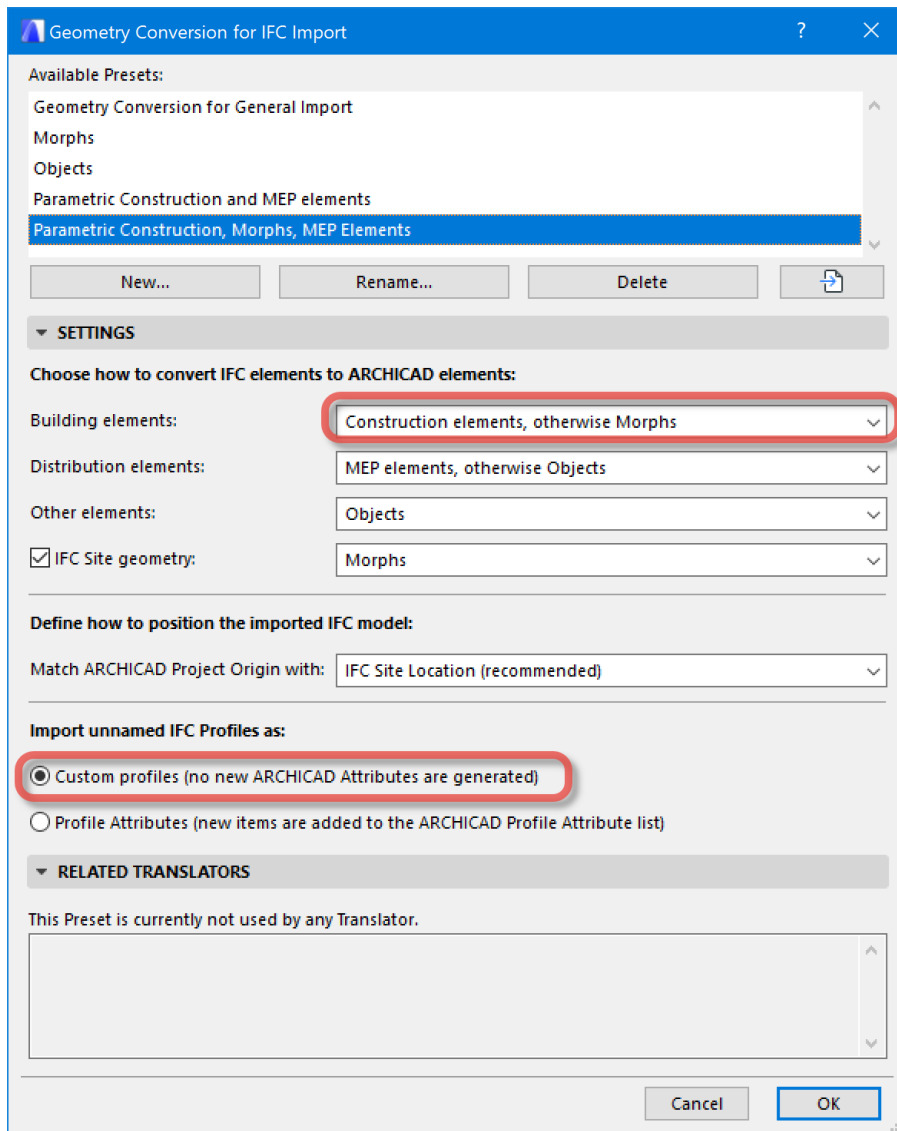 Geometry Conversion for IFC Import ?
Available Presets:
Geometry Conversion for General Import
Morphs
Objects
Parametric Construction and MEP elements
Parametric Construction, Morphs, MEP Elements
New... Rename... Delete
SETTINGS
Choose how to convert IFC elements to ARCHICAD elements:
Building elements: Construction elements, otherwise Morphs
Distribution elements: MEP elements, otherwise Objects
Other elements: Objects
IFC Site geometry: Morphs
Define how to position the imported IFC model:
Match ARCHICAD Project Origin with: IFC Site Location (recommended)
Import unnamed IFC Profiles as:
Custom profiles (no new ARCHICAD Attributes are generated)
Profile Attributes (new items are added to the ARCHICAD Profile Attribute list)
RELATED TRANSLATORS
This Preset is currently not used by any Translator.
Cancel OK